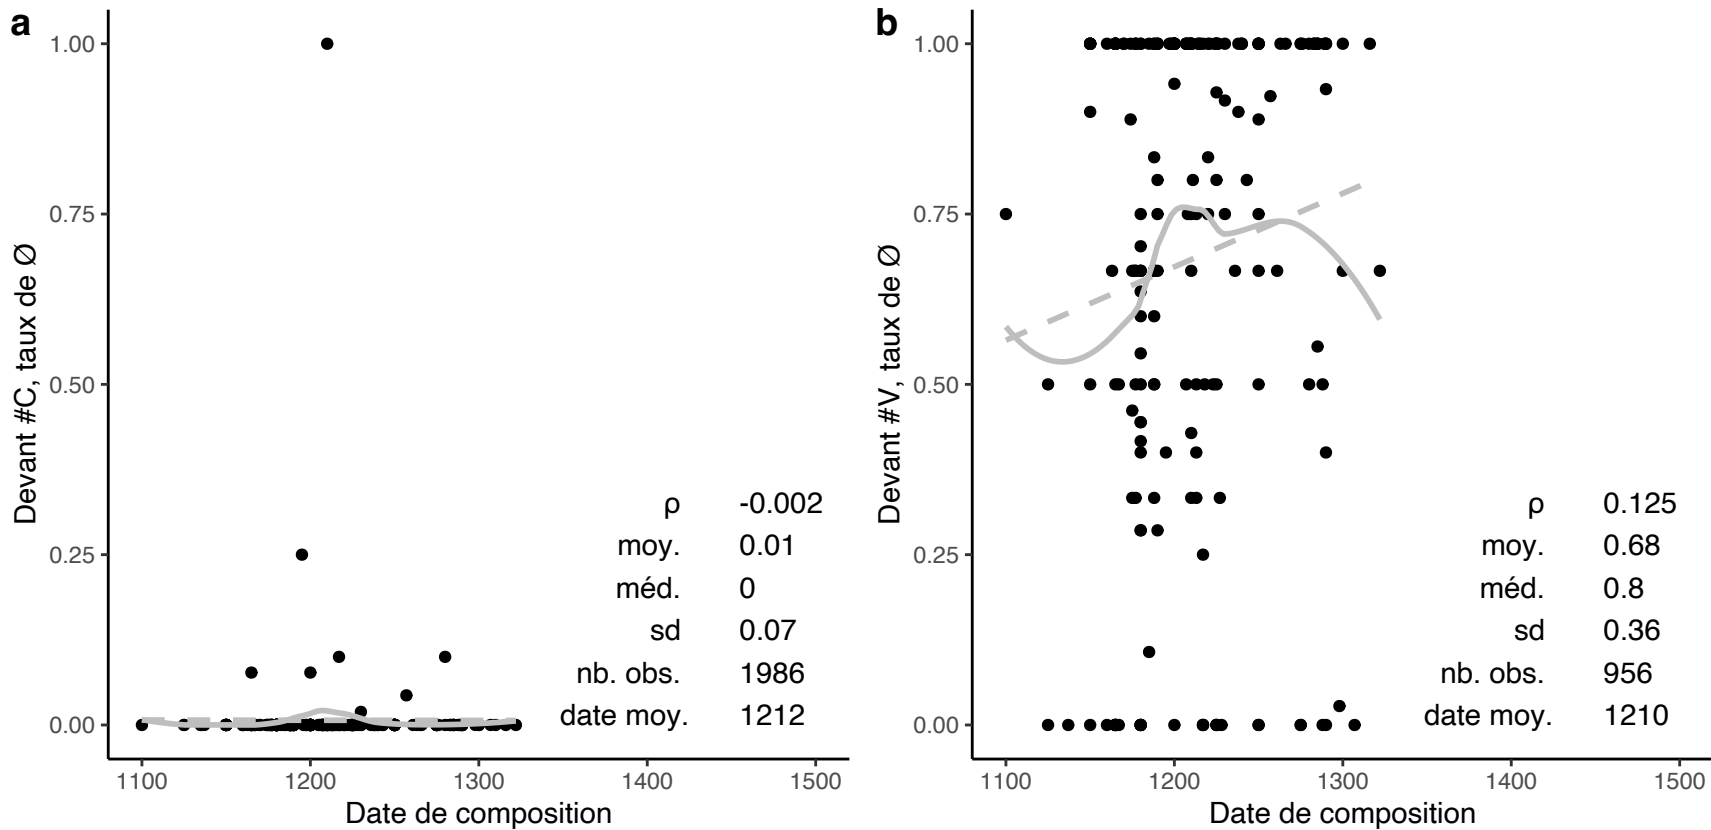 a
1.00
0.75
0.50
0.25
0.00
Devant #C, taux de Ø
ρ -0.002
moy. 0.01
méd. 0
sd 0.07
nb. obs. 1986
date moy. 1212
1100 1200 1300 1400 1500
Date de composition
b
1.00
0.75
0.50
0.25
0.00
Devant #V, taux de Ø
ρ 0.125
moy. 0.68
méd. 0.8
sd 0.36
nb. obs. 956
date moy. 1210
1100 1200 1300 1400 1500
Date de composition